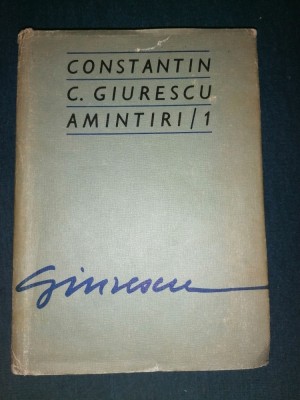 CONSTANTIN
C. GIURESCU
AMINTIRI/1
Giurescu